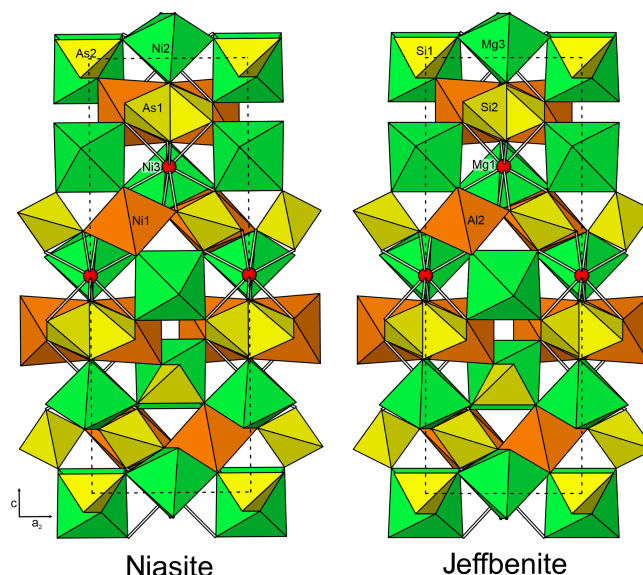 As2 Ni2 Si1 Mg3
As1 Si2
Ni3 Mg1
Ni1 Al2
c
a2
Niasite Jeffbenite